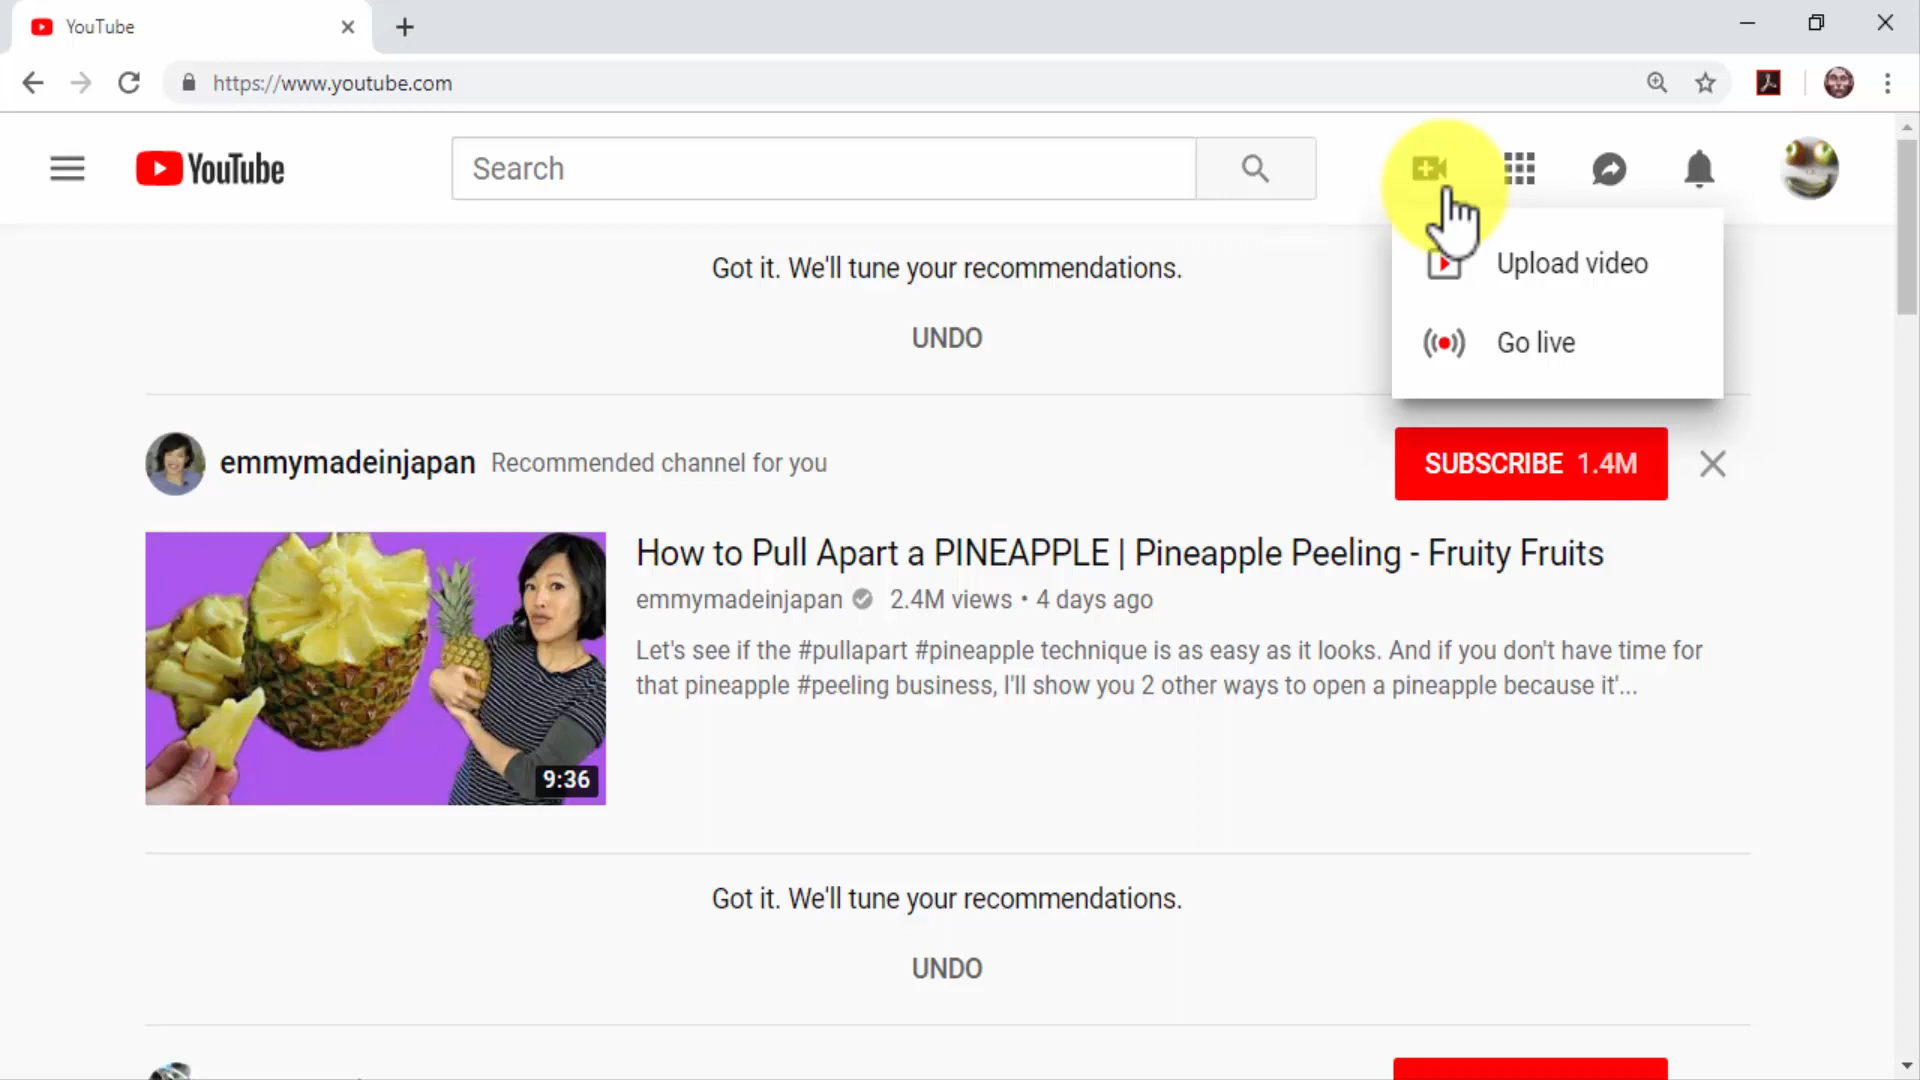 YouTube
https://www.youtube.com
YouTube
Search
Upload video
Go live
Got it. We'll tune your recommendations.
UNDO
emmymadeinjapan Recommended channel for you
SUBSCRIBE 1.4M
How to Pull Apart a PINEAPPLE | Pineapple Peeling - Fruity Fruits
emmymadeinjapan 2.4M views • 4 days ago
Let's see if the #pullapart #pineapple technique is as easy as it looks. And if you don't have time for
that pineapple #peeling business, I'll show you 2 other ways to open a pineapple because it'...
9:36
Got it. We'll tune your recommendations.
UNDO